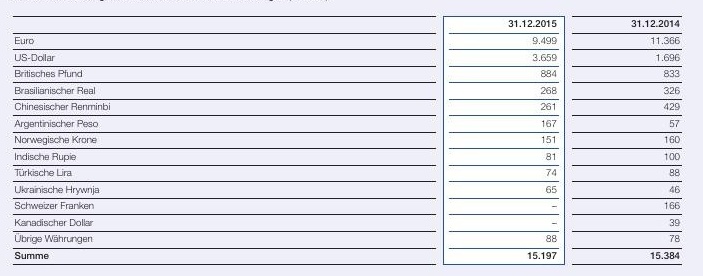 31.12.2015 31.12.2014
Euro 9.499 11.366
US-Dollar 3.659 1.696
Britisches Pfund 884 833
Brasilianischer Real 268 326
Chinesischer Renminbi 261 429
Argentinischer Peso 167 57
Norwegische Krone 151 160
Indische Rupie 81 100
Türkische Lira 74 88
Ukrainische Hrywnja 65 46
Schweizer Franken – 166
Kanadischer Dollar – 39
Übrige Währungen 88 78
Summe 15.197 15.384